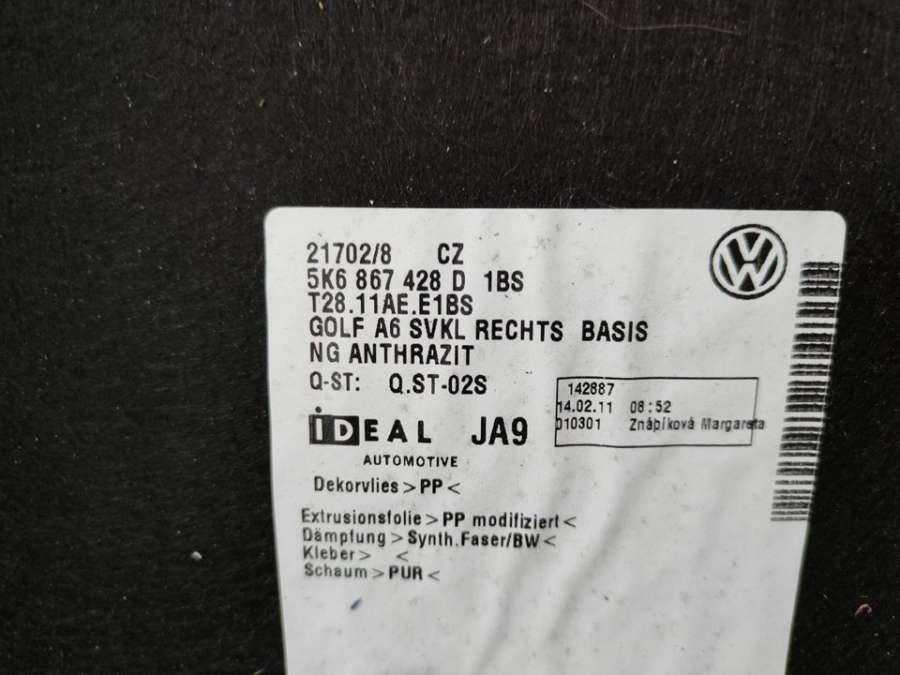 21702/8 CZ
5K6 867 428 D 1BS
T28.11AE.E1BS
GOLF A6 SVKL RECHTS BASIS
NG ANTHRAZIT
Q-ST: Q.ST-02S
142887
14.02.11 08:52
010301 Znápíková Margareta
IDEAL JA9
AUTOMOTIVE
Dekorvlies >PP<
Extrusionsfolie >PP modifiziert<
Dämpfung >Synth.Faser/BW<
Kleber> <
Schaum >PUR<
VW